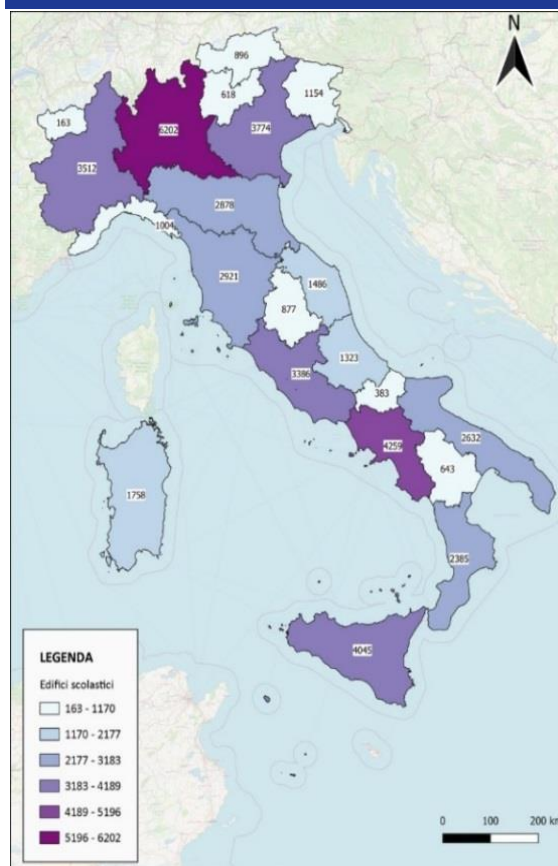 N
896
618
1154
163
6202
3774
3512
2878
1004
2921
1486
877
1323
3386
383
4259
2632
643
1758
2385
4045
LEGENDA
Edifici scolastici
163 - 1170
1170 - 2177
2177 - 3183
3183 - 4189
4189 - 5196
5196 - 6202
0 100 200 km